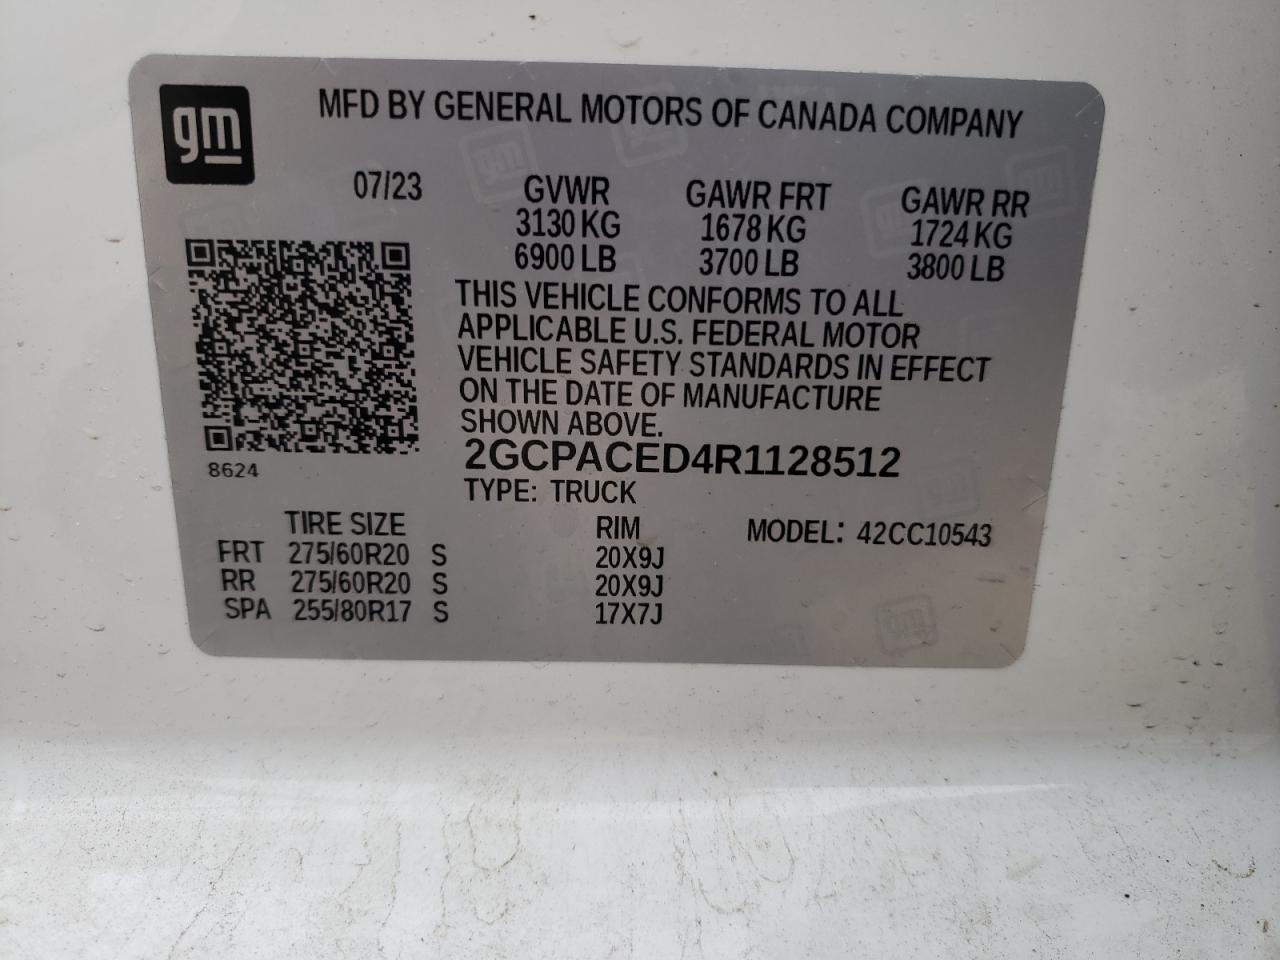 gm
MFD BY GENERAL MOTORS OF CANADA COMPANY
07/23 GVWR GAWR FRT GAWR RR
3130 KG 1678 KG 1724 KG
6900 LB 3700 LB 3800 LB
THIS VEHICLE CONFORMS TO ALL
APPLICABLE U.S. FEDERAL MOTOR
VEHICLE SAFETY STANDARDS IN EFFECT
ON THE DATE OF MANUFACTURE
SHOWN ABOVE.
2GCPACED4R1128512
8624
TYPE: TRUCK
TIRE SIZE RIM MODEL: 42CC10543
FRT 275/60R20 S 20X9J
RR 275/60R20 S 20X9J
SPA 255/80R17 S 17X7J